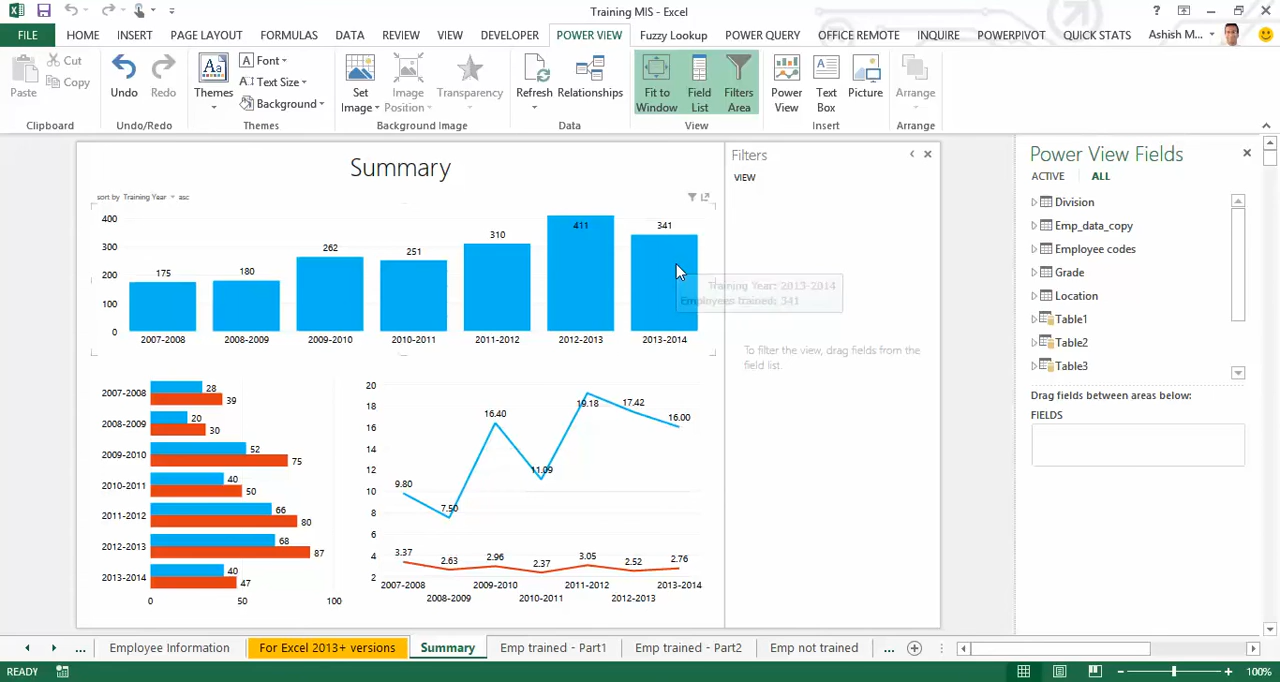 Training MIS - Excel
FILE HOME INSERT PAGE LAYOUT FORMULAS DATA REVIEW VIEW DEVELOPER POWER VIEW Fuzzy Lookup POWER QUERY OFFICE REMOTE INQUIRE POWERPIVOT QUICK STATS Ashish M...
Paste Cut Copy
Clipboard
Undo Redo
Undo/Redo
Themes Font Text Size Background
Themes
Set Image Image Position Transparency
Background Image
Refresh Relationships
Data
Fit to Window Field List Filters Area
View
Power View Text Box Picture
Insert
Arrange
Arrange
Summary
sort by Training Year asc
400
300
200
100
0
175 180 262 251 310 411 341
2007-2008 2008-2009 2009-2010 2010-2011 2011-2012 2012-2013 2013-2014
Training Year: 2013-2014
Employees trained: 341
2007-2008 28 39
2008-2009 20 30
2009-2010 52 75
2010-2011 40 50
2011-2012 66 80
2012-2013 68 87
2013-2014 40 47
0 50 100
20
18
16
14
12
10
8
6
4
2
9.80 7.50 16.40 11.09 19.18 17.42 16.00
3.37 2.63 2.96 2.37 3.05 2.52 2.76
2007-2008 2009-2010 2011-2012 2013-2014
2008-2009 2010-2011 2012-2013
Filters
VIEW
To filter the view, drag fields from the
field list.
Power View Fields
ACTIVE ALL
Division
Emp_data_copy
Employee codes
Grade
Location
Table1
Table2
Table3
Drag fields between areas below:
FIELDS
... Employee Information For Excel 2013+ versions Summary Emp trained - Part1 Emp trained - Part2 Emp not trained ...
READY 100%